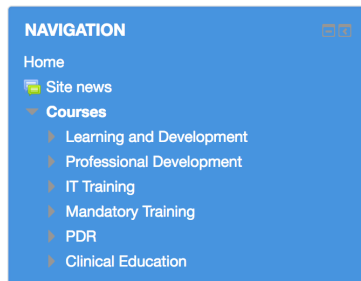 NAVIGATION
Home
Site news
Courses
Learning and Development
Professional Development
IT Training
Mandatory Training
PDR
Clinical Education